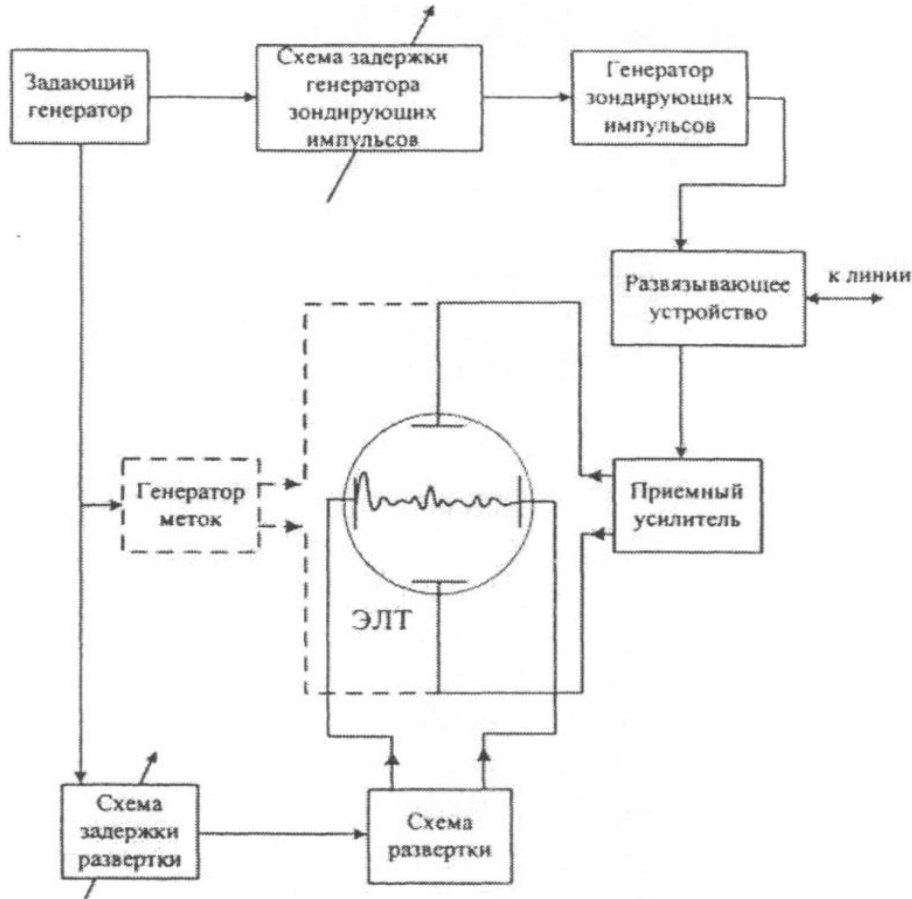 Задающий
генератор
Схема задержки
генератора
зондирующих
импульсов
Генератор
зондирующих
импульсов
Развязывающее
устройство
к линии
Генератор
меток
Приемный
усилитель
ЭЛТ
Схема
задержки
развертки
Схема
развертки